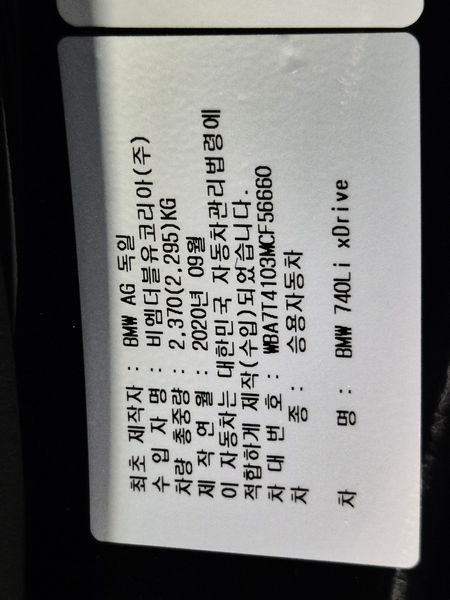 최초 제작자 : BMW AG 독일
수 입 자 명 : 비엠더블유코리아(주)
차량 총중량 : 2,370(2,295)KG
제 작 연 월 : 2020년 09월
이 자동차는 대한민국 자동차관리법령에
적합하게 제작(수입)되었습니다.
차 대 번 호 : WBA7T4103MCF56660
차 종 : 승용자동차
차 명 : BMW 740Li xDrive